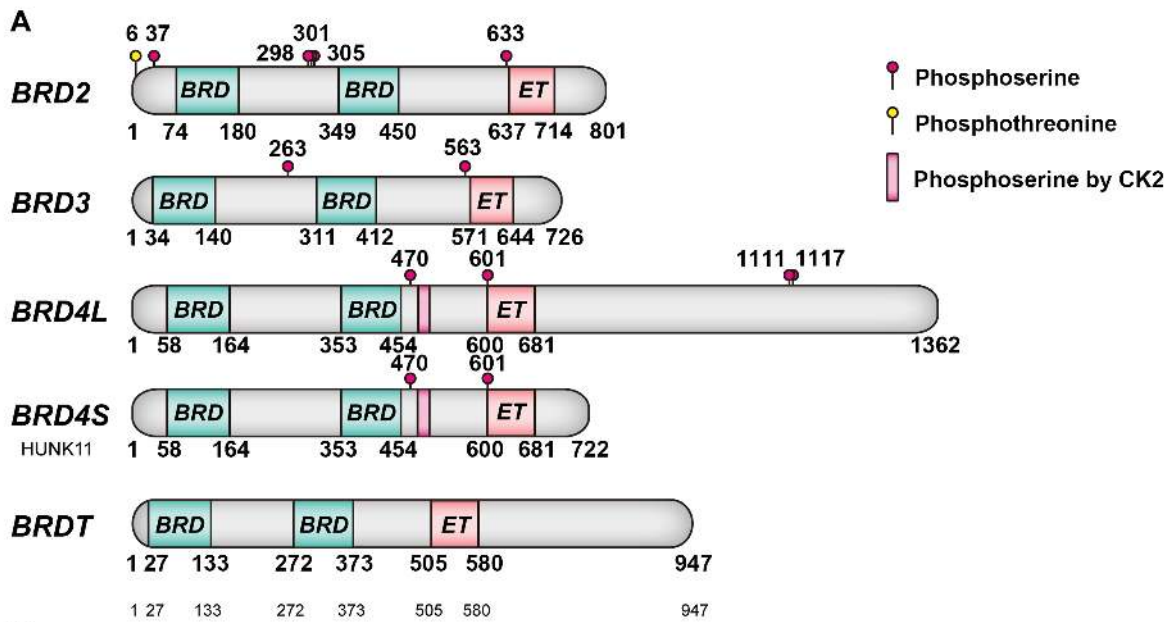 A
6 37 298 301 305 633
BRD2 BRD BRD ET
1 74 180 349 450 637 714 801
263 563
BRD3 BRD BRD ET
1 34 140 311 412 571 644 726
470 601 1111 1117
BRD4L BRD BRD ET
1 58 164 353 454 600 681 1362
470 601
BRD4S BRD BRD ET
HUNK11
1 58 164 353 454 600 681 722
BRDT BRD BRD ET
1 27 133 272 373 505 580 947
1 27 133 272 373 505 580 947
Phosphoserine
Phosphothreonine
Phosphoserine by CK2